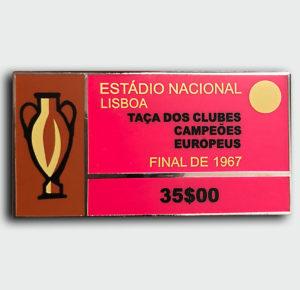 ESTÁDIO NACIONAL
LISBOA
TAÇA DOS CLUBES
CAMPEÕES
EUROPEUS
FINAL DE 1967
35$00